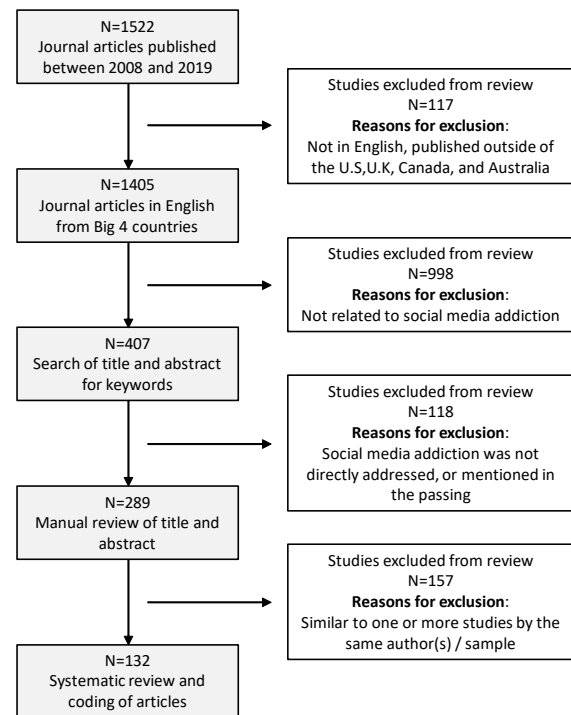 N=1522
Journal articles published
between 2008 and 2019
Studies excluded from review
N=117
Reasons for exclusion:
Not in English, published outside of
the U.S,U.K, Canada, and Australia
N=1405
Journal articles in English
from Big 4 countries
Studies excluded from review
N=998
Reasons for exclusion:
Not related to social media addiction
N=407
Search of title and abstract
for keywords
Studies excluded from review
N=118
Reasons for exclusion:
Social media addiction was not
directly addressed, or mentioned in
the passing
N=289
Manual review of title and
abstract
Studies excluded from review
N=157
Reasons for exclusion:
Similar to one or more studies by the
same author(s) / sample
N=132
Systematic review and
coding of articles